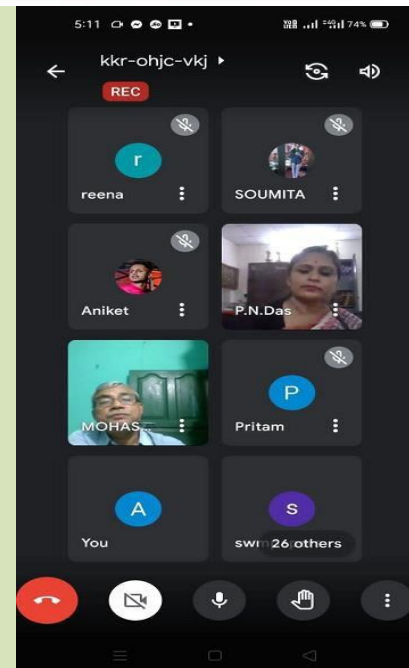 5:11 74%
kkr-ohjc-vkj
REC
r
reena SOUMITA
Aniket P.N.Das
P
MOHAS... Pritam
A S
You 26 others